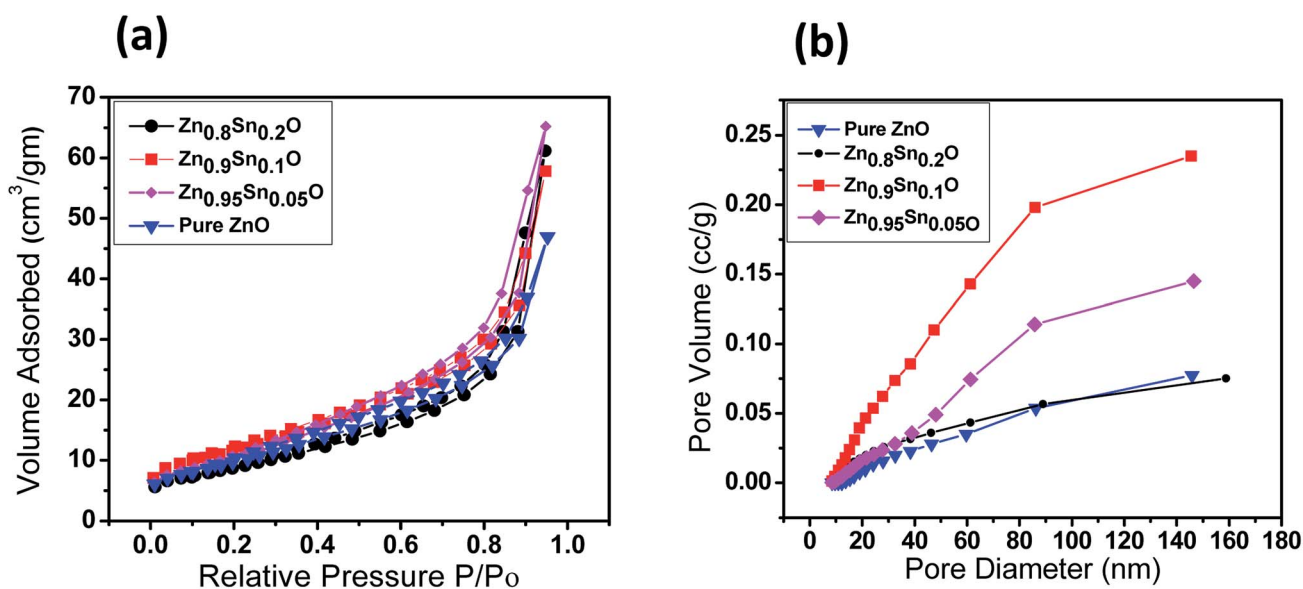 (a)
70
60
50
40
30
20
10
0
Volume Adsorbed (cm³/gm)
Zn₀.₈Sn₀.₂O
Zn₀.₉Sn₀.₁O
Zn₀.₉₅Sn₀.₀₅O
Pure ZnO
0.0 0.2 0.4 0.6 0.8 1.0
Relative Pressure P/Po
(b)
0.25
0.20
0.15
0.10
0.05
0.00
Pore Volume (cc/g)
Pure ZnO
Zn₀.₈Sn₀.₂O
Zn₀.₉Sn₀.₁O
Zn₀.₉₅Sn₀.₀₅₀
0 20 40 60 80 100 120 140 160 180
Pore Diameter (nm)